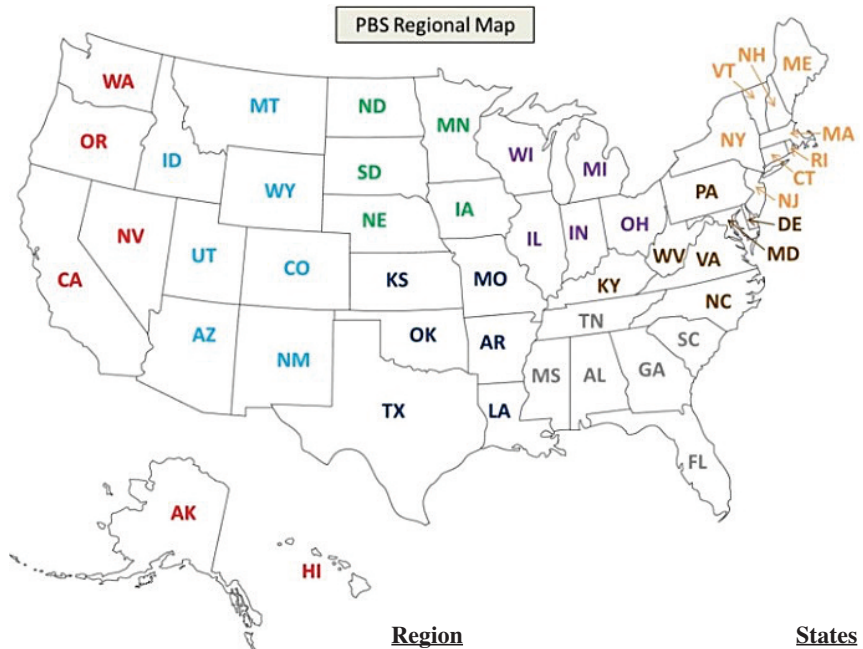 PBS Regional Map
WA
MT
ND
MN
OR
ID
SD
WI
MI
WY
NH
VT
ME
NY
MA
RI
CT
NJ
NV
UT
NE
IA
PA
DE
MD
CA
CO
KS
MO
IL
IN
OH
WV
VA
KY
NC
AZ
NM
OK
AR
TN
SC
TX
LA
MS
AL
GA
FL
AK
HI
Region States